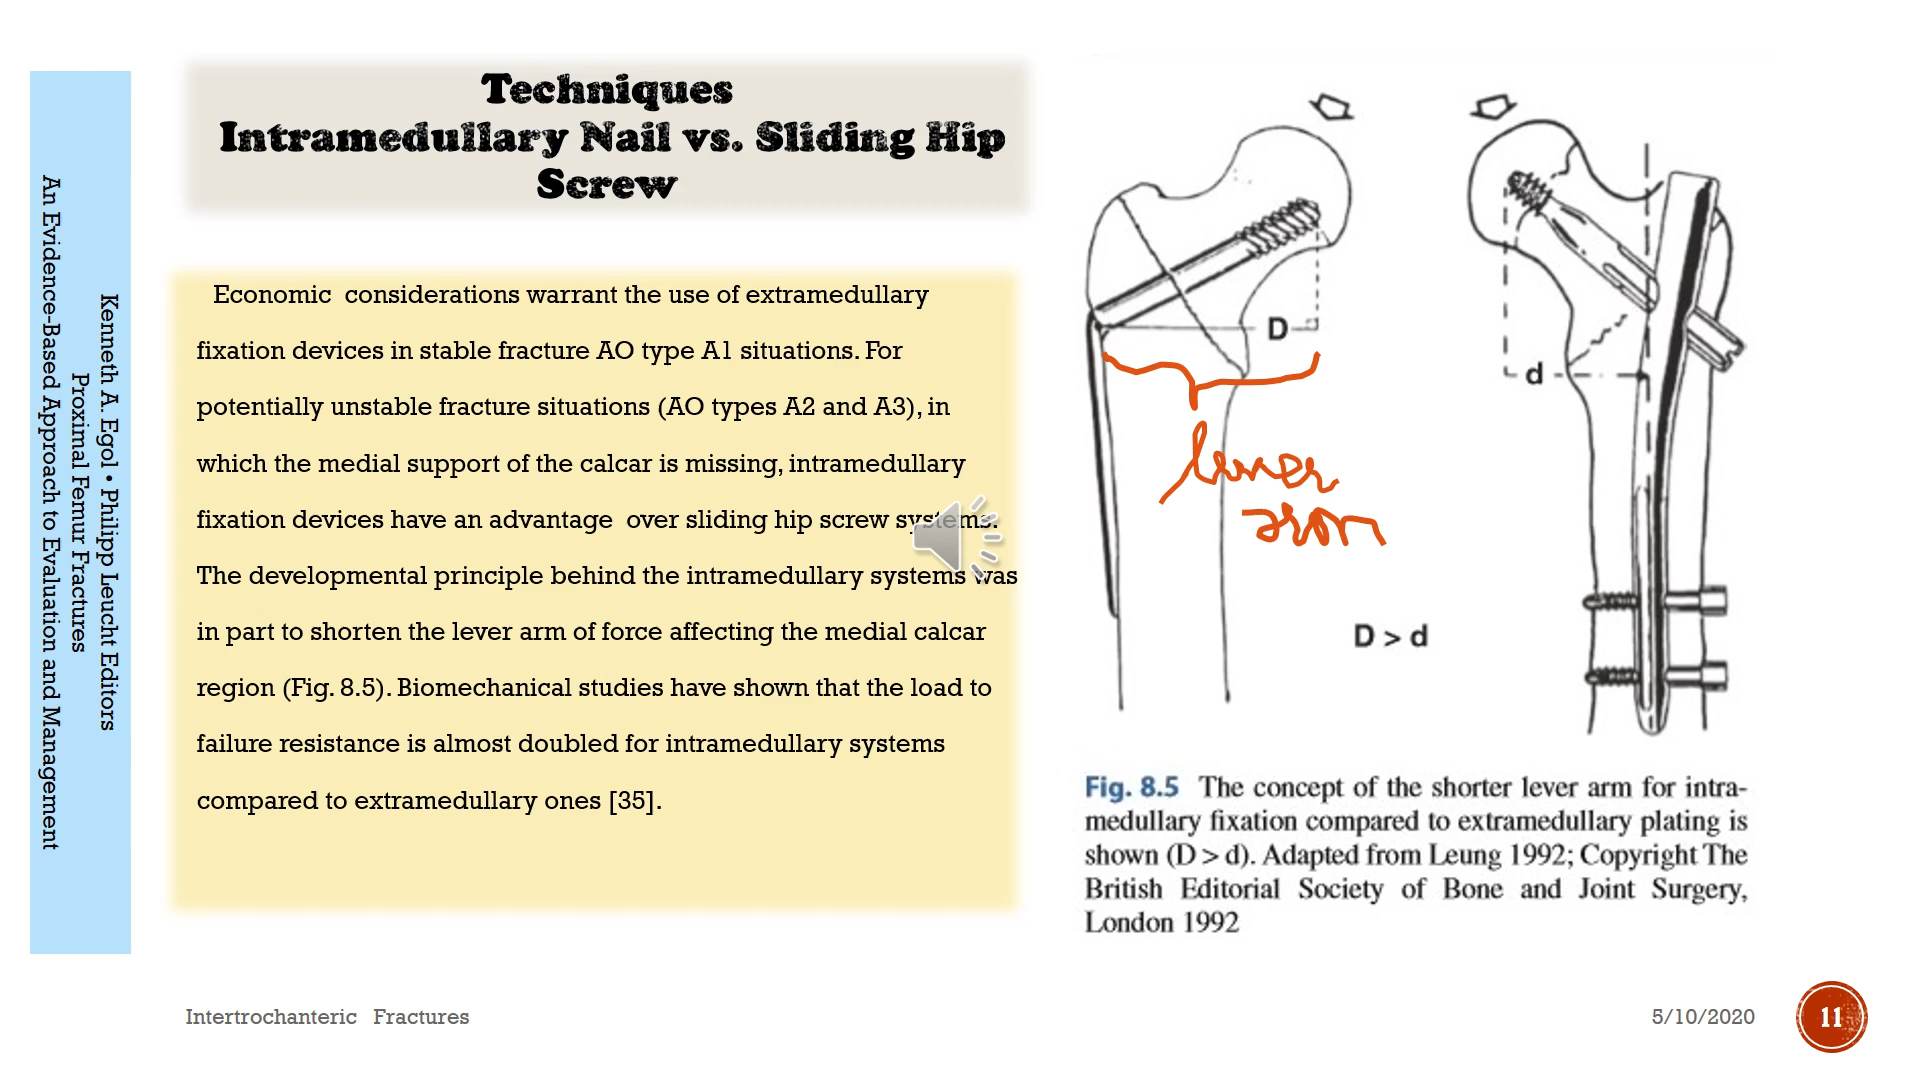 Kenneth A. Egol • Philipp Leucht Editors
Proximal Femur Fractures
An Evidence-Based Approach to Evaluation and Management
Techniques
Intramedullary Nail vs. Sliding Hip
Screw
Economic considerations warrant the use of extramedullary
fixation devices in stable fracture AO type A1 situations. For
potentially unstable fracture situations (AO types A2 and A3), in
which the medial support of the calcar is missing, intramedullary
fixation devices have an advantage over sliding hip screw systems.
The developmental principle behind the intramedullary systems was
in part to shorten the lever arm of force affecting the medial calcar
region (Fig. 8.5). Biomechanical studies have shown that the load to
failure resistance is almost doubled for intramedullary systems
compared to extramedullary ones [35].
D
d
lever
arm
D > d
Fig. 8.5 The concept of the shorter lever arm for intra-
medullary fixation compared to extramedullary plating is
shown (D > d). Adapted from Leung 1992; Copyright The
British Editorial Society of Bone and Joint Surgery,
London 1992
Intertrochanteric Fractures
5/10/2020
11